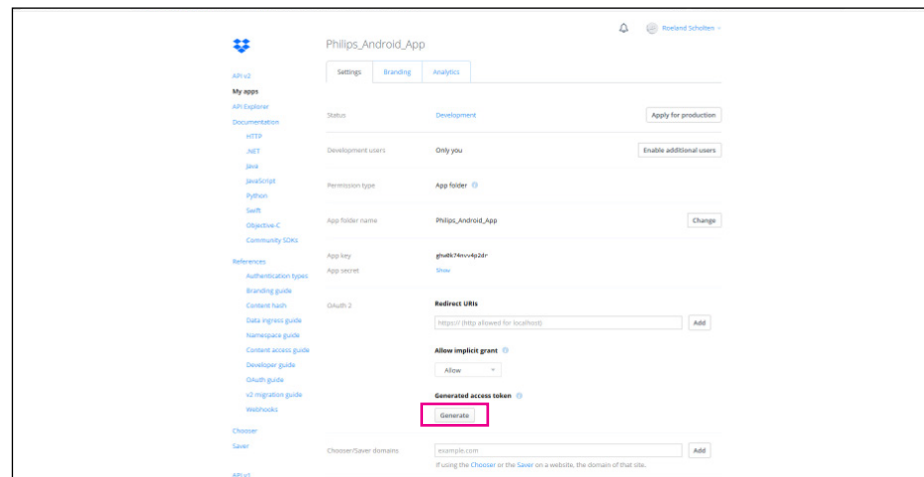 Roeland Scholten
Philips_Android_App
Settings
Branding
Analytics
API v2
My apps
API Explorer
Documentation
HTTP
.NET
Java
JavaScript
Python
Swift
Objective-C
Community SDKs
References
Authentication types
Branding guide
Content hash
Data ingress guide
Namespace guide
Content access guide
Developer guide
OAuth guide
v2 migration guide
Webhooks
Chooser
Saver
API v1
Status
Development
Apply for production
Development users
Only you
Enable additional users
Permission type
App folder
App folder name
Philips_Android_App
Change
App key
App secret
Show
OAuth 2
Redirect URIs
https:// (http allowed for localhost)
Add
Allow implicit grant
Allow
Generated access token
Generate
Chooser/Saver domains
example.com
Add
If using the Chooser or the Saver on a website, the domain of that site.